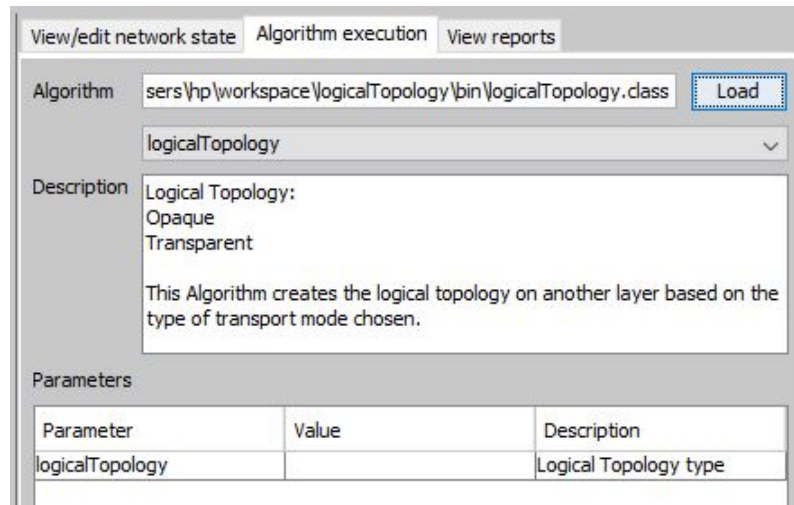 View/edit network state Algorithm execution View reports
Algorithm sers\hp\workspace\logicalTopology\bin\logicalTopology.class Load
logicalTopology
Description Logical Topology:
Opaque
Transparent
This Algorithm creates the logical topology on another layer based on the
type of transport mode chosen.
Parameters
Parameter Value Description
logicalTopology Logical Topology type